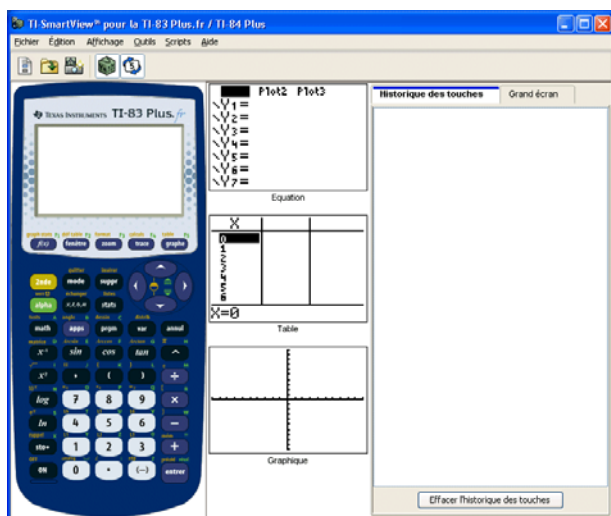 TI-SmartView™ pour la TI-83 Plus.fr / TI-84 Plus
Fichier Édition Affichage Outils Scripts Aide
TEXAS INSTRUMENTS TI-83 Plus.fr
f(x) fenêtre zoom trace graphe
2nde mode suppr
alpha x,t,θ,n stats
math apps prgm var annul
x⁻¹ sin cos tan ^
x² , ( ) ÷
log 7 8 9 ×
ln 4 5 6 −
sto→ 1 2 3 +
ON 0 . (−) entrer
Plot2 Plot3
\Y1=
\Y2=
\Y3=
\Y4=
\Y5=
\Y6=
\Y7=
Equation
X
0
1
2
3
4
5
6
X=0
Table
Graphique
Historique des touches Grand écran
Effacer l'historique des touches